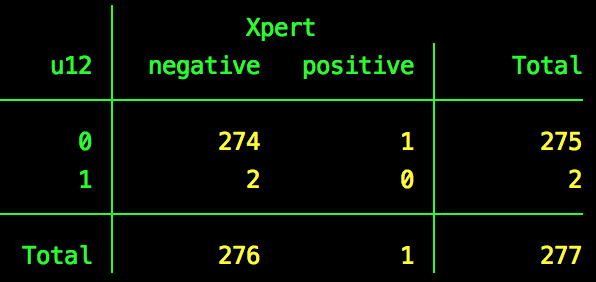 Xpert
u12 negative positive Total
0 274 1 275
1 2 0 2
Total 276 1 277